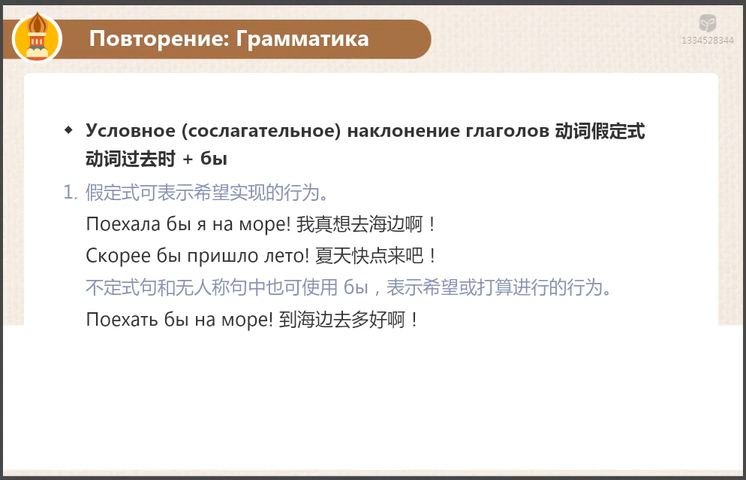 Повторение: Грамматика
1334528344
◆ Условное (сослагательное) наклонение глаголов 动词假定式
动词过去时 + бы
1. 假定式可表示希望实现的行为。
Поехала бы я на море! 我真想去海边啊！
Скорее бы пришло лето! 夏天快点来吧！
不定式句和无人称句中也可使用 бы，表示希望或打算进行的行为。
Поехать бы на море! 到海边去多好啊！